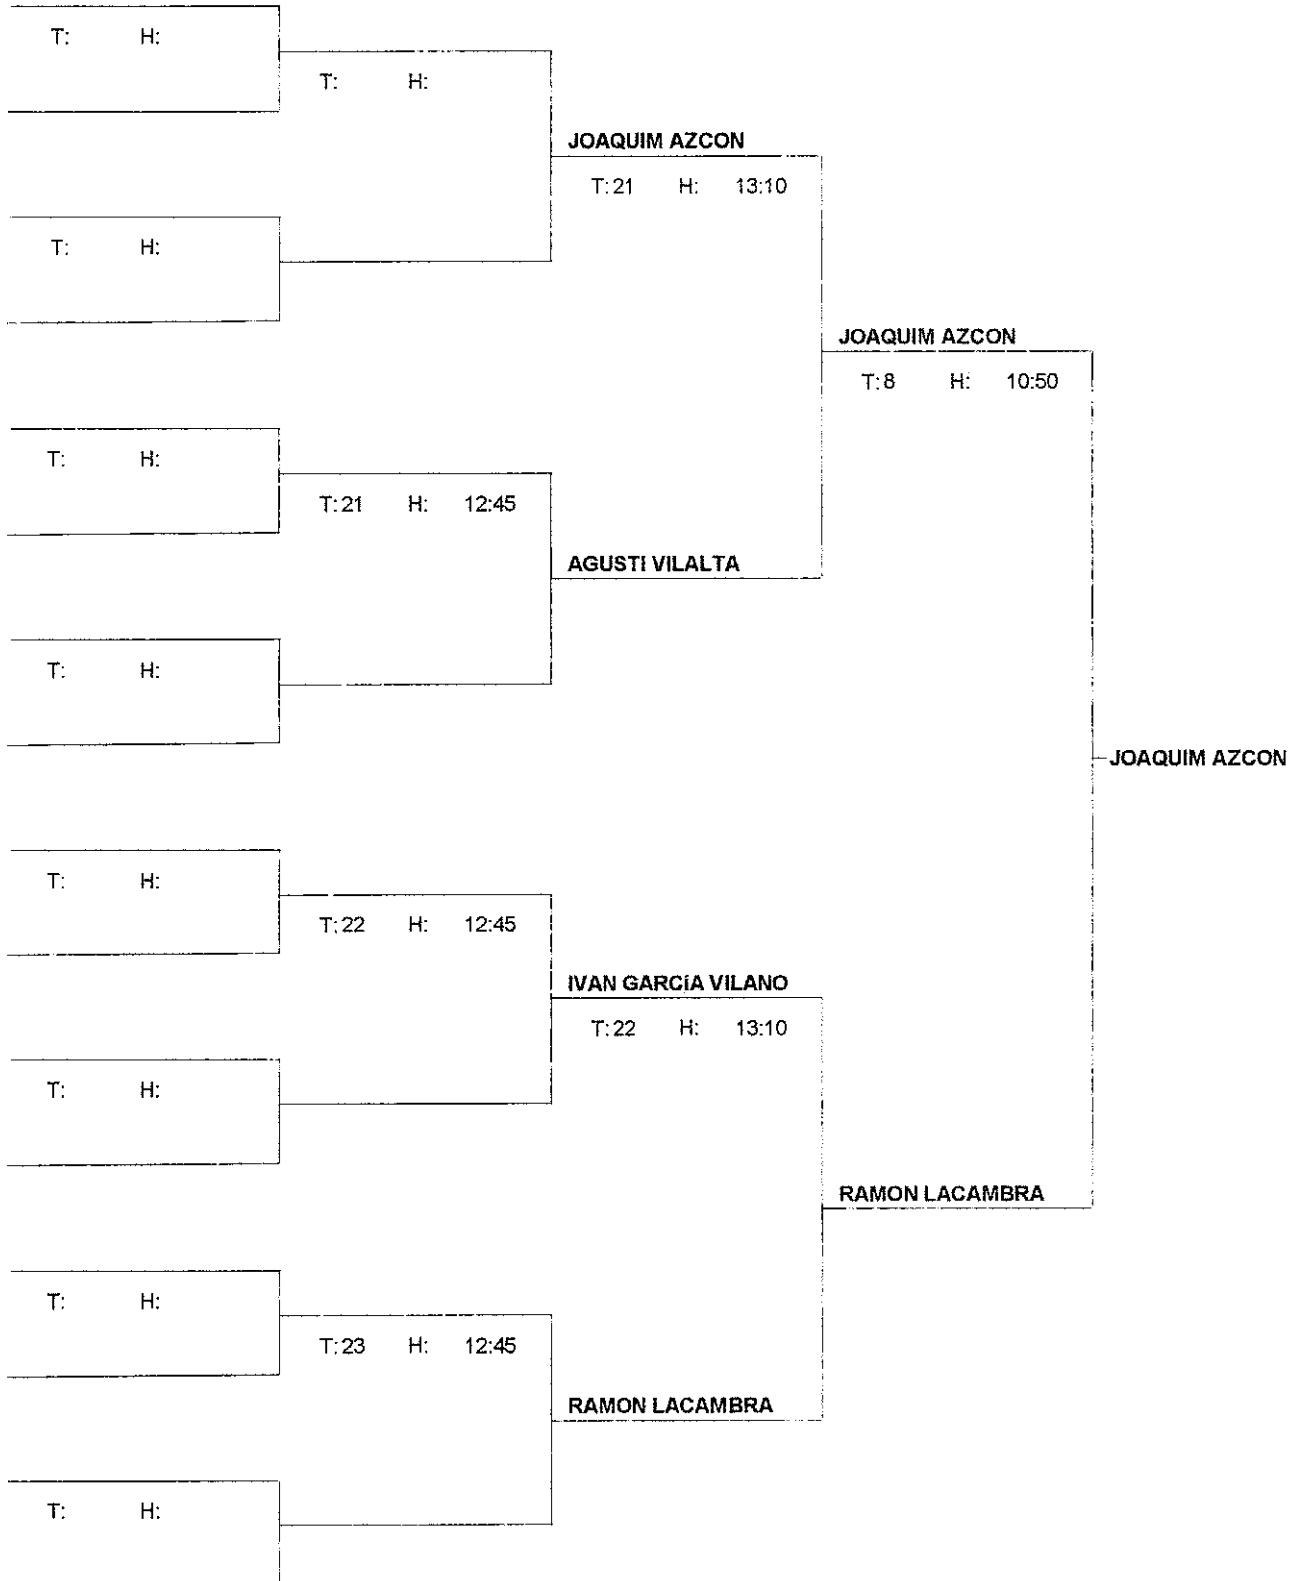 T: H:
T: H:
JOAQUIM AZCON
T: 21 H: 13:10
T: H:
JOAQUIM AZCON
T: 8 H: 10:50
T: H:
T: 21 H: 12:45
AGUSTI VILALTA
T: H:
JOAQUIM AZCON
T: H:
T: 22 H: 12:45
IVAN GARCÍA VILANO
T: 22 H: 13:10
T: H:
RAMON LACAMBRA
T: H:
T: 23 H: 12:45
RAMON LACAMBRA
T: H: